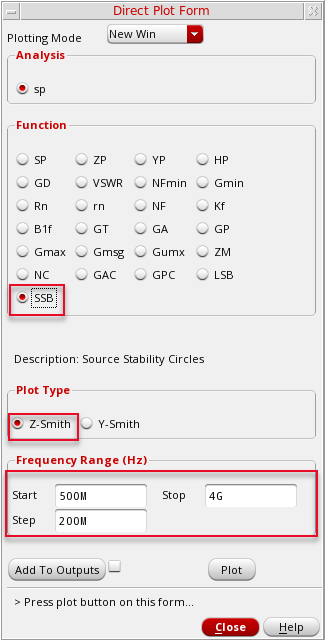 Direct Plot Form
Plotting Mode New Win
Analysis
sp
Function
SP ZP YP HP
GD VSWR NFmin Gmin
Rn rn NF Kf
B1f GT GA GP
Gmax Gmsg Gumx ZM
NC GAC GPC LSB
SSB
Description: Source Stability Circles
Plot Type
Z-Smith Y-Smith
Frequency Range (Hz)
Start 500M Stop 4G
Step 200M
Add To Outputs Plot
> Press plot button on this form...
Close Help